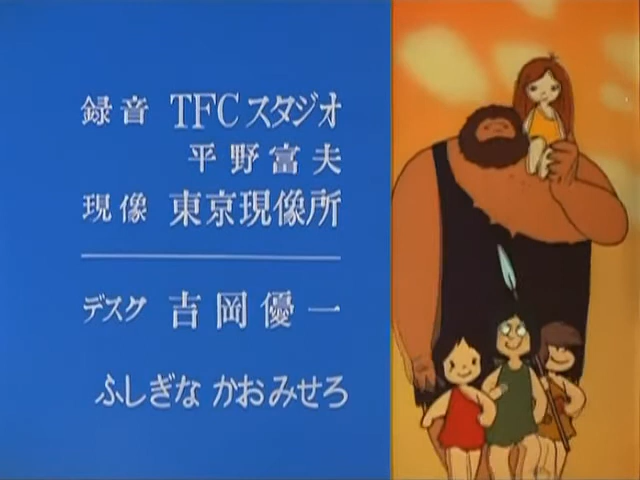 録音 TFCスタジオ
平野富夫
現像 東京現像所
デスク 吉岡優一
ふしぎな かおみせろ